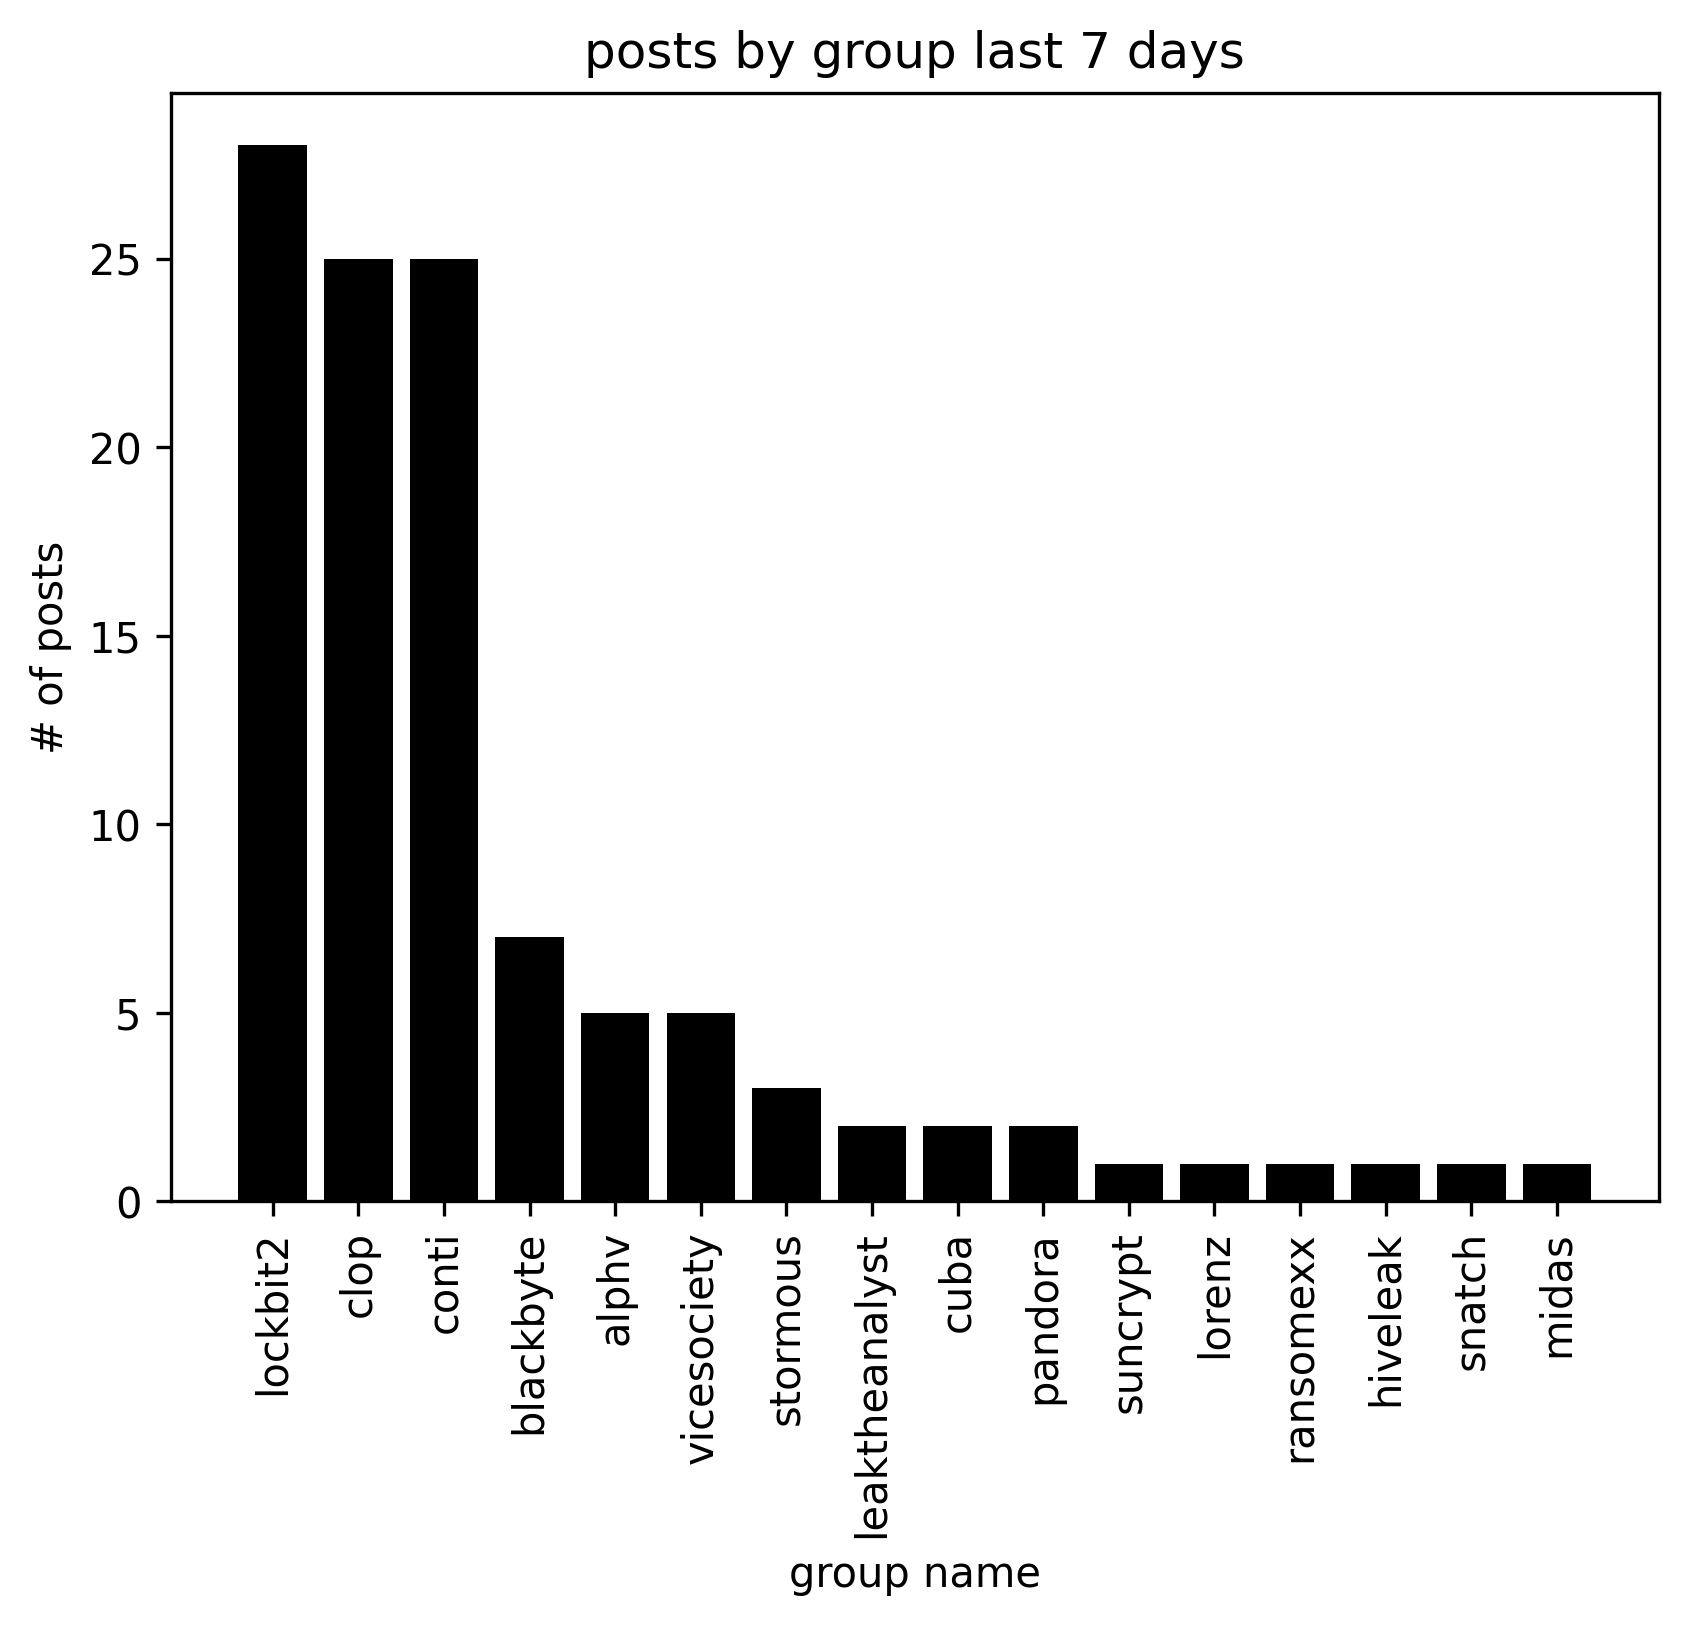 posts by group last 7 days
# of posts
25
20
15
10
5
0
lockbit2
clop
conti
blackbyte
alphv
vicesociety
stormous
leaktheanalyst
cuba
pandora
suncrypt
lorenz
ransomexx
hiveleak
snatch
midas
group name